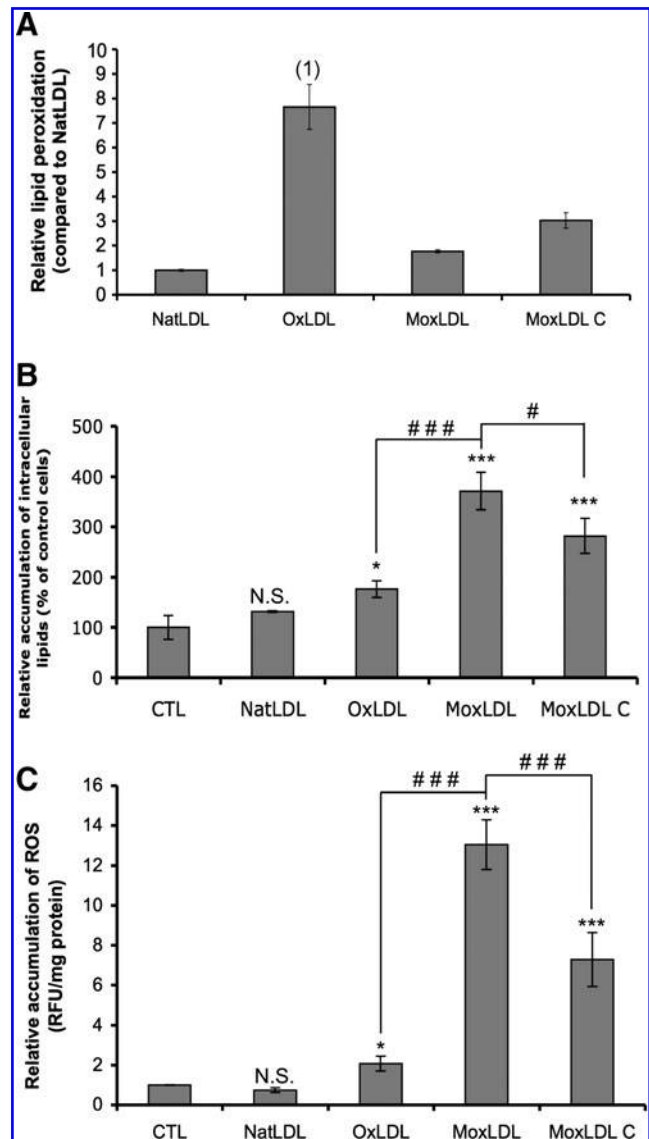 A
Relative lipid peroxidation
(compared to NatLDL)
10
9
8
7
6
5
4
3
2
1
0
(1)
NatLDL OxLDL MoxLDL MoxLDL C
B
Relative accumulation of intracellular
lipids (% of control cells)
500
400
300
200
100
0
# # #
#
N.S.
*
***
***
CTL NatLDL OxLDL MoxLDL MoxLDL C
C
Relative accumulation of ROS
(RFU/mg protein)
16
14
12
10
8
6
4
2
0
# # #
# # #
N.S.
*
***
***
CTL NatLDL OxLDL MoxLDL MoxLDL C